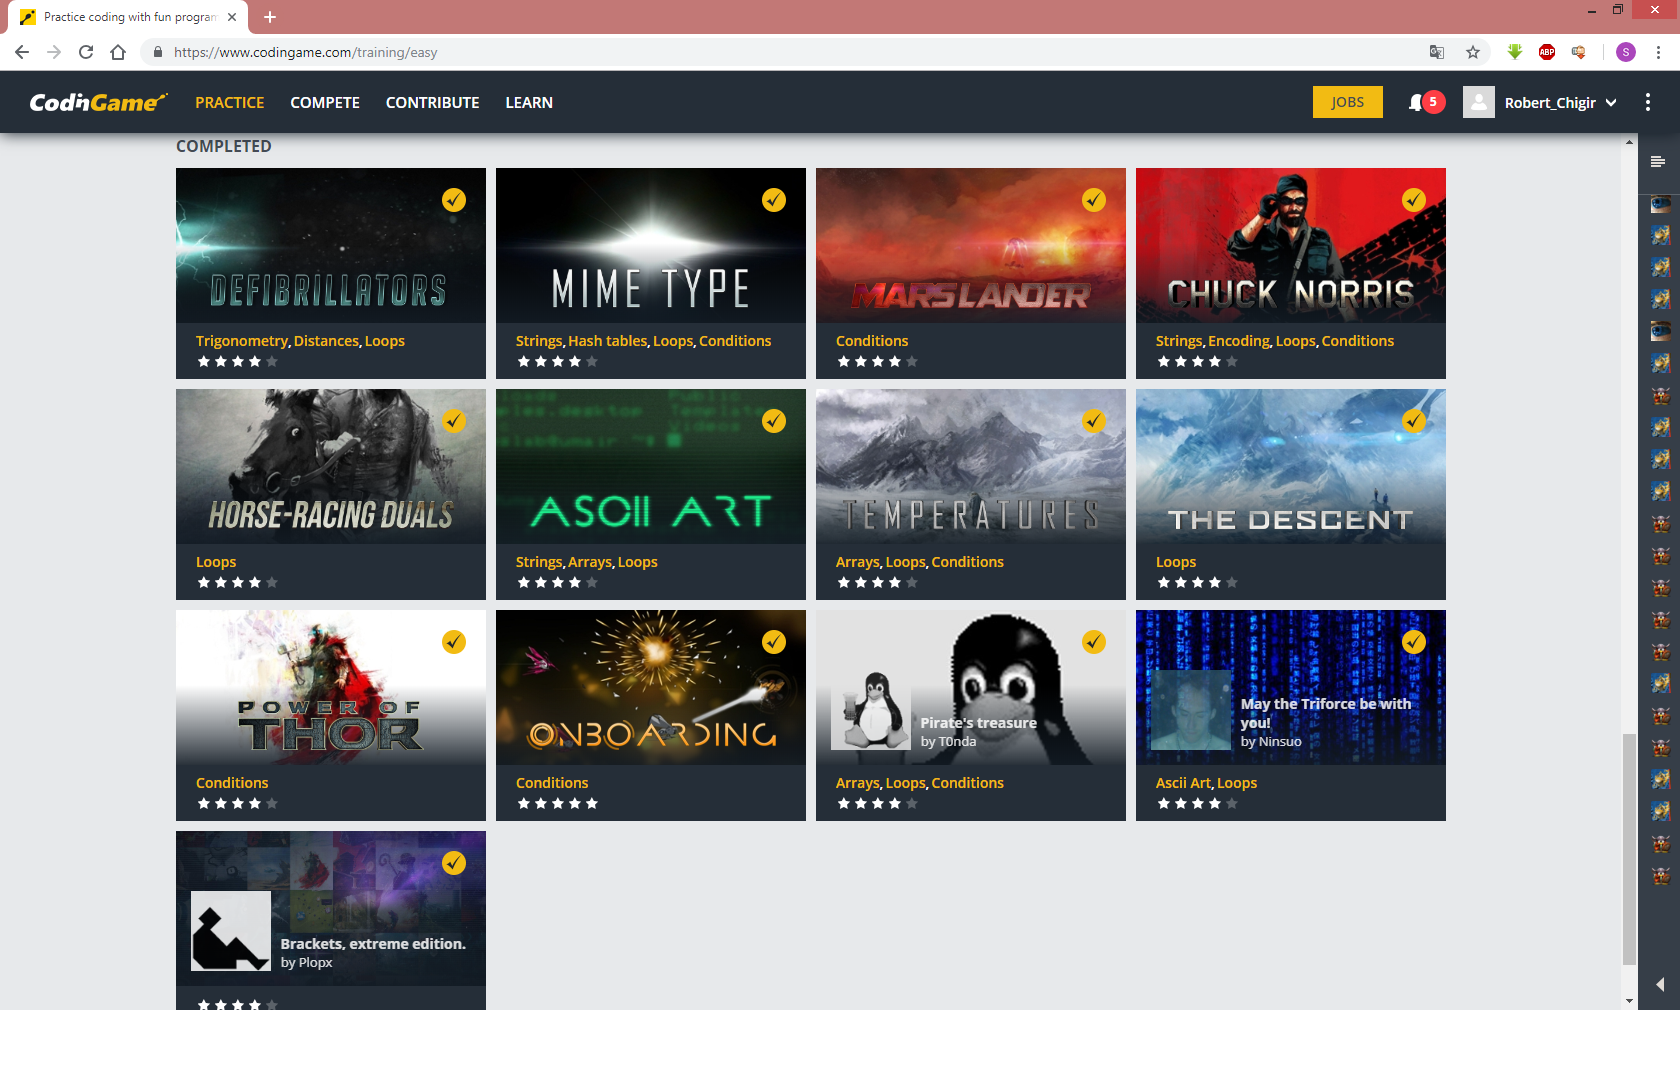 Practice coding with fun program
https://www.codingame.com/training/easy
ABP
S
CodinGame
PRACTICE
COMPETE
CONTRIBUTE
LEARN
JOBS
5
Robert_Chigir
COMPLETED
DEFIBRILLATORS
MIME TYPE
MARS LANDER
CHUCK NORRIS
Trigonometry, Distances, Loops
Strings, Hash tables, Loops, Conditions
Conditions
Strings, Encoding, Loops, Conditions
HORSE-RACING DUALS
ASCII ART
TEMPERATURES
THE DESCENT
Loops
Strings, Arrays, Loops
Arrays, Loops, Conditions
Loops
POWER OF
THOR
ONBOARDING
Pirate's treasure
by T0nda
May the Triforce be with
you!
by Ninsuo
Conditions
Conditions
Arrays, Loops, Conditions
Ascii Art, Loops
Brackets, extreme edition.
by Plopx